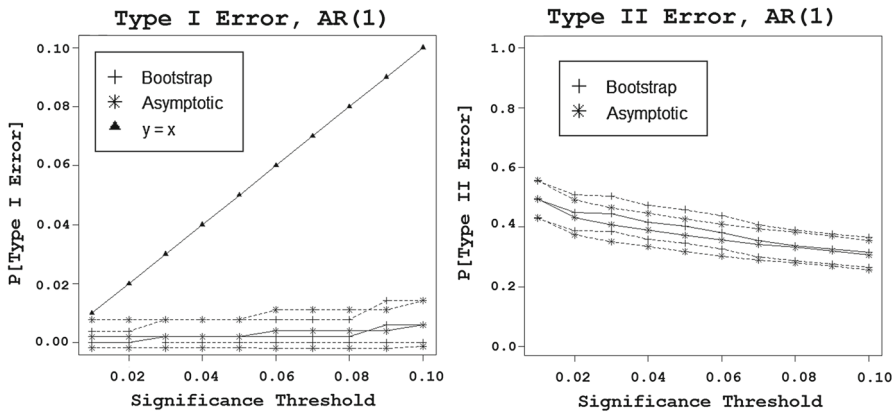 Type I Error, AR(1)
P[Type I Error]
0.10
0.08
0.06
0.04
0.02
0.00
Bootstrap
Asymptotic
y = x
0.02 0.04 0.06 0.08 0.10
Significance Threshold
Type II Error, AR(1)
P[Type II Error]
1.0
0.8
0.6
0.4
0.2
0.0
Bootstrap
Asymptotic
0.02 0.04 0.06 0.08 0.10
Significance Threshold